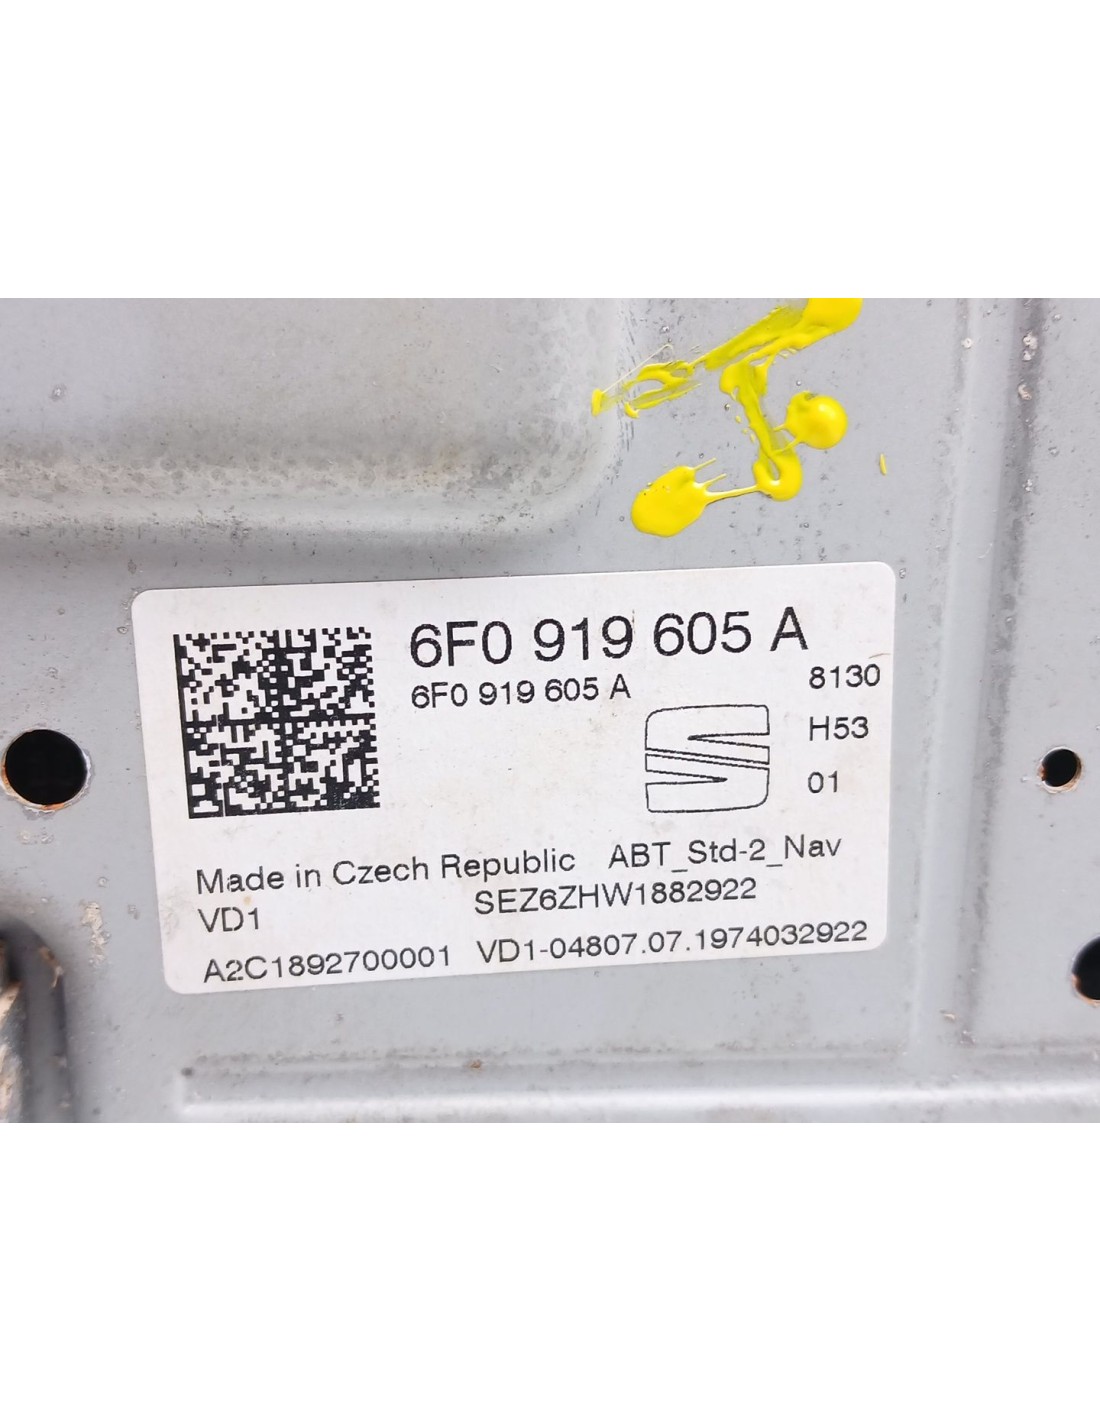 6F0 919 605 A
6F0 919 605 A
8130
H53
01
Made in Czech Republic ABT_Std-2_Nav
VD1 SEZ6ZHW1882922
A2C1892700001 VD1-04807.07.1974032922